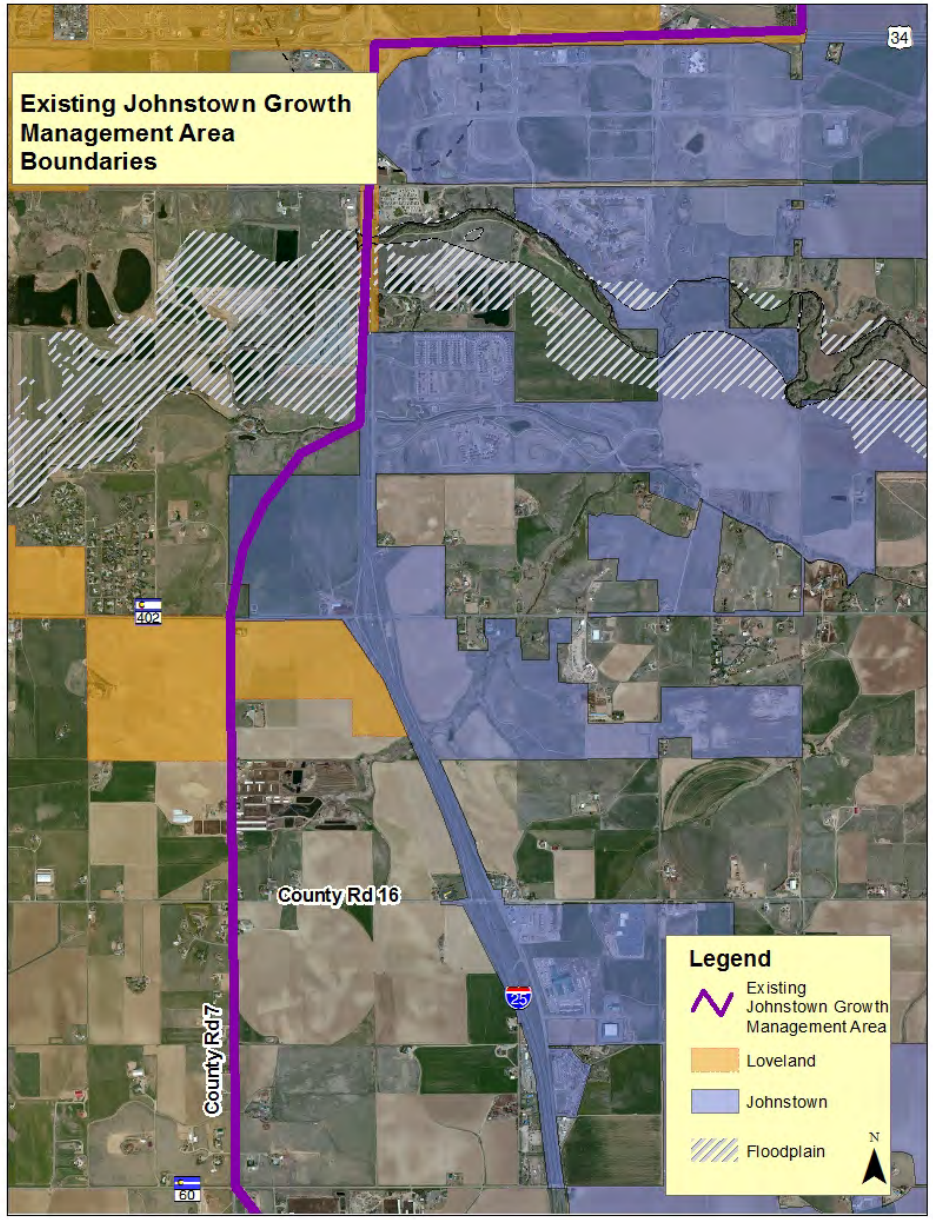 34
Existing Johnstown Growth
Management Area
Boundaries
402
County Rd 16
25
County Rd 7
60
Legend
Existing
Johnstown Growth
Management Area
Loveland
Johnstown
Floodplain
N